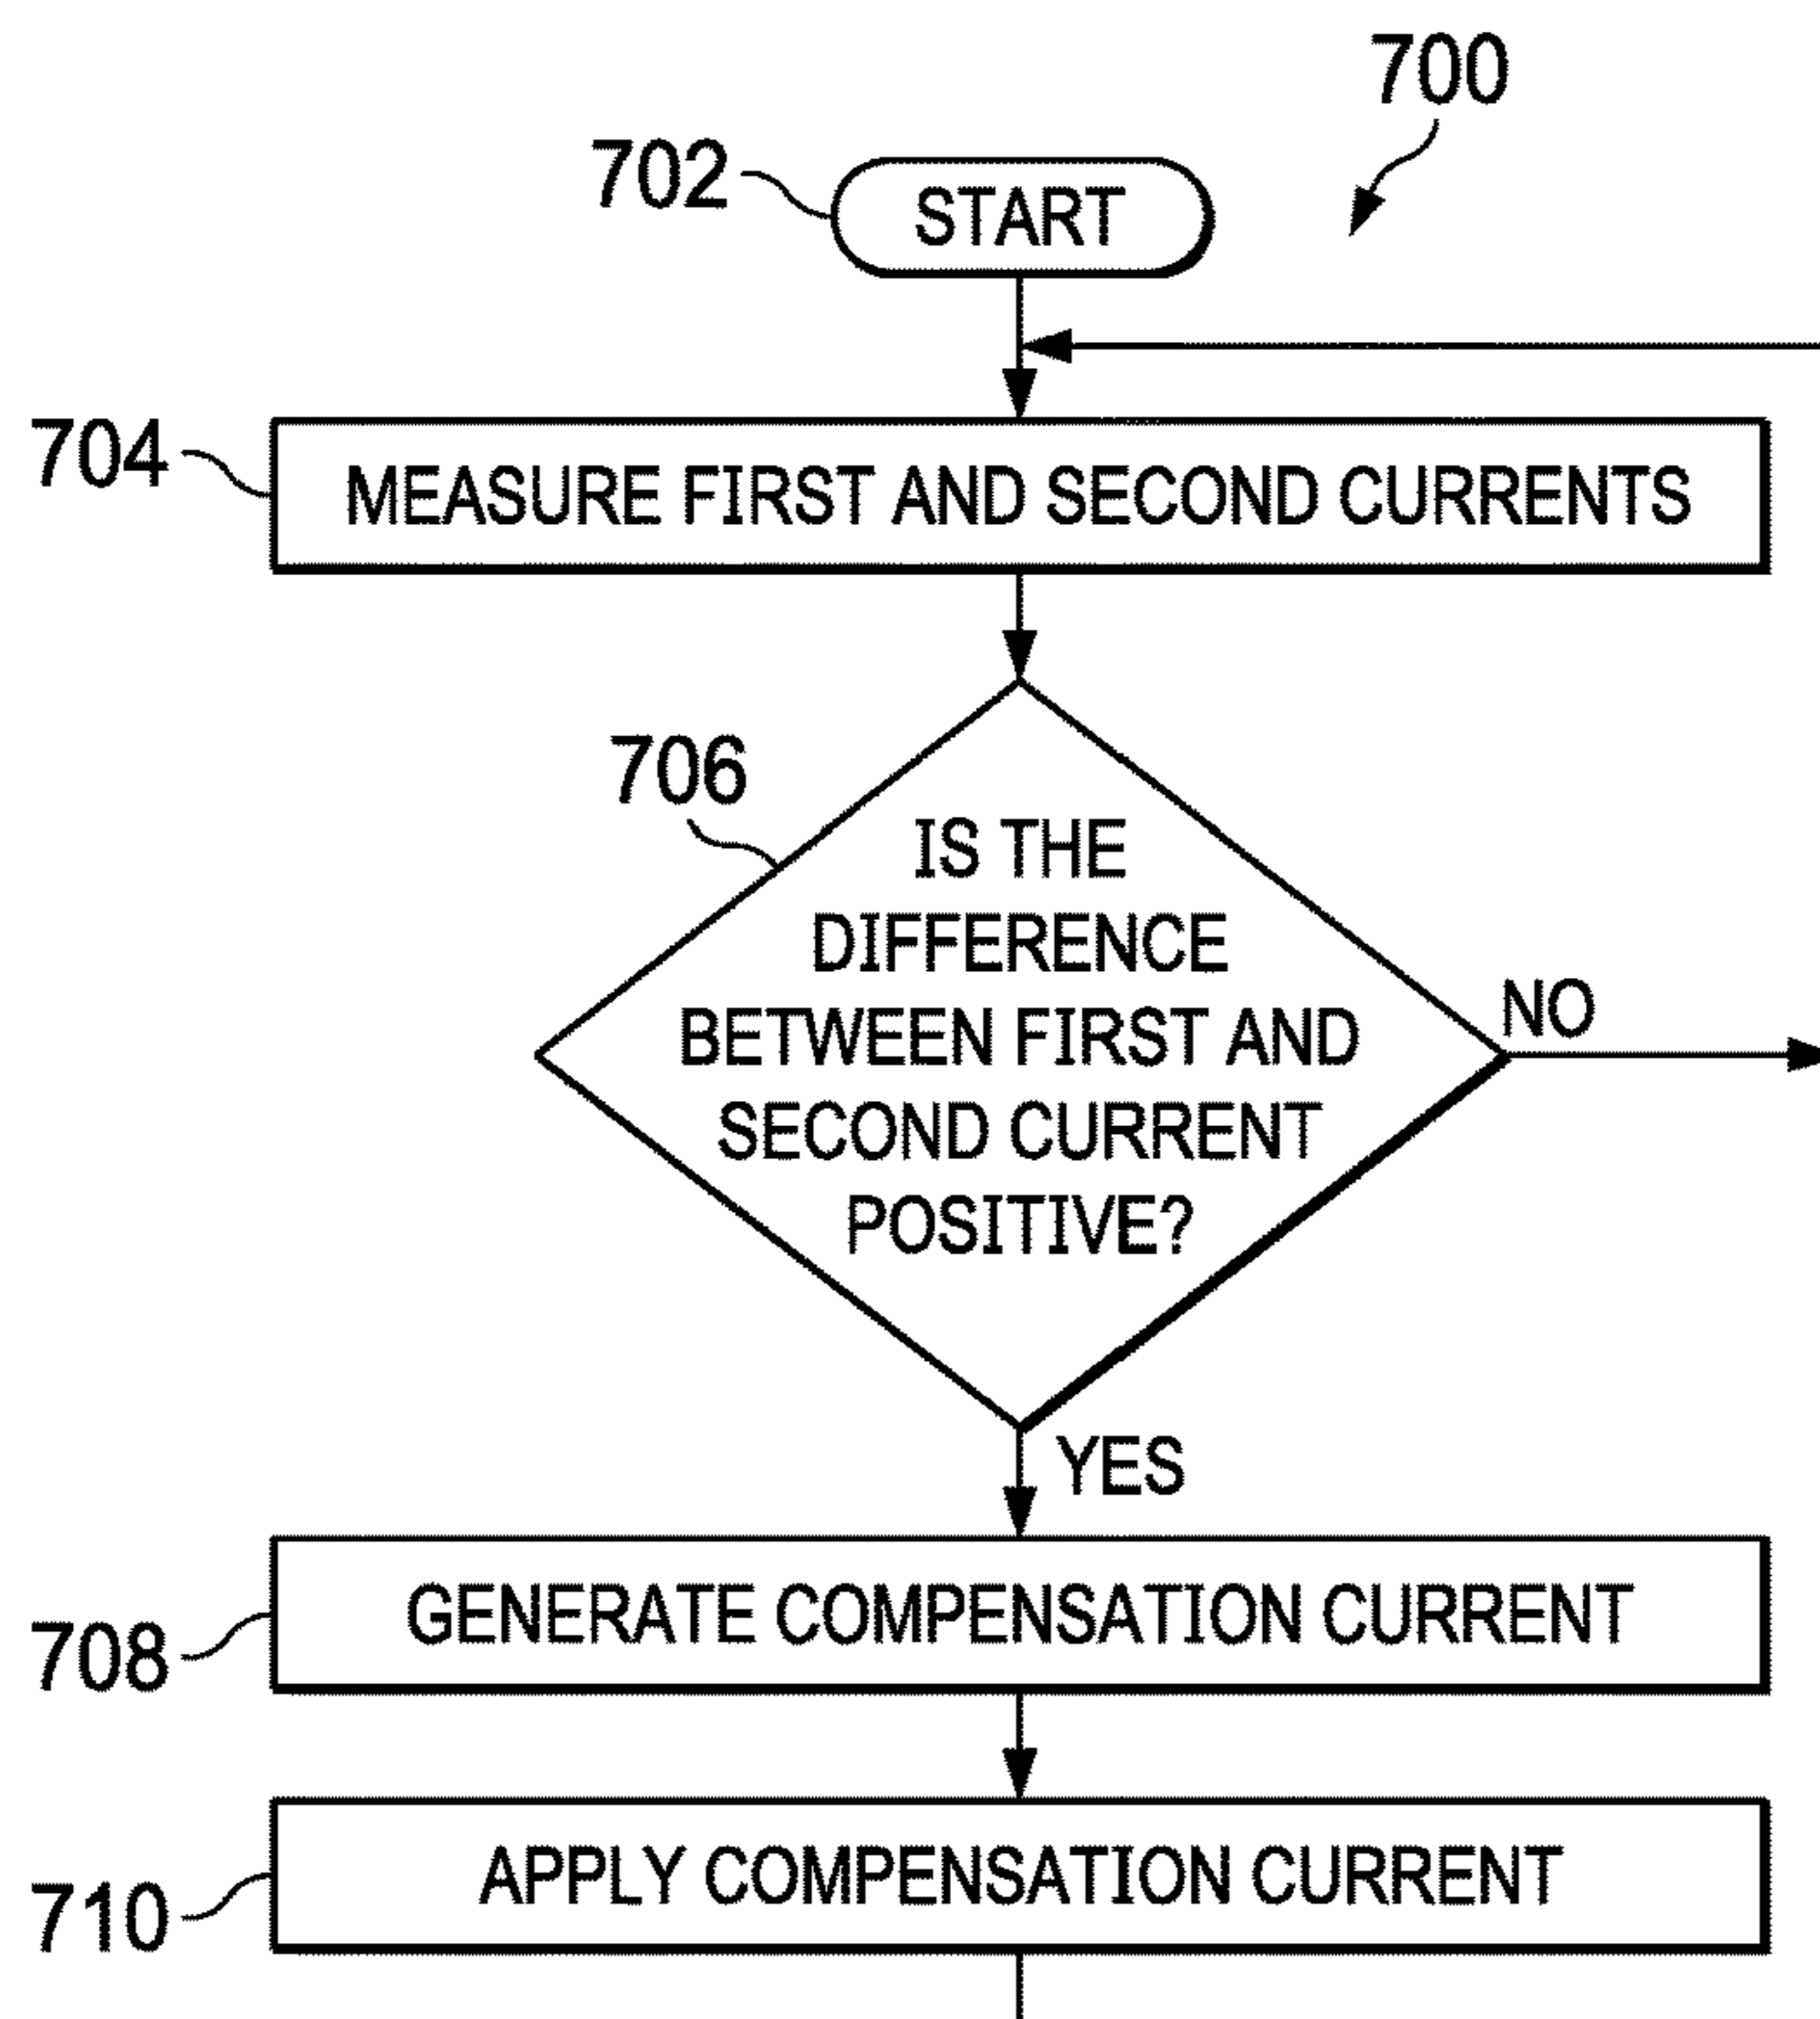 700
702
START
704
MEASURE FIRST AND SECOND CURRENTS
706
IS THE
DIFFERENCE
BETWEEN FIRST AND
SECOND CURRENT
POSITIVE?
NO
YES
708
GENERATE COMPENSATION CURRENT
710
APPLY COMPENSATION CURRENT